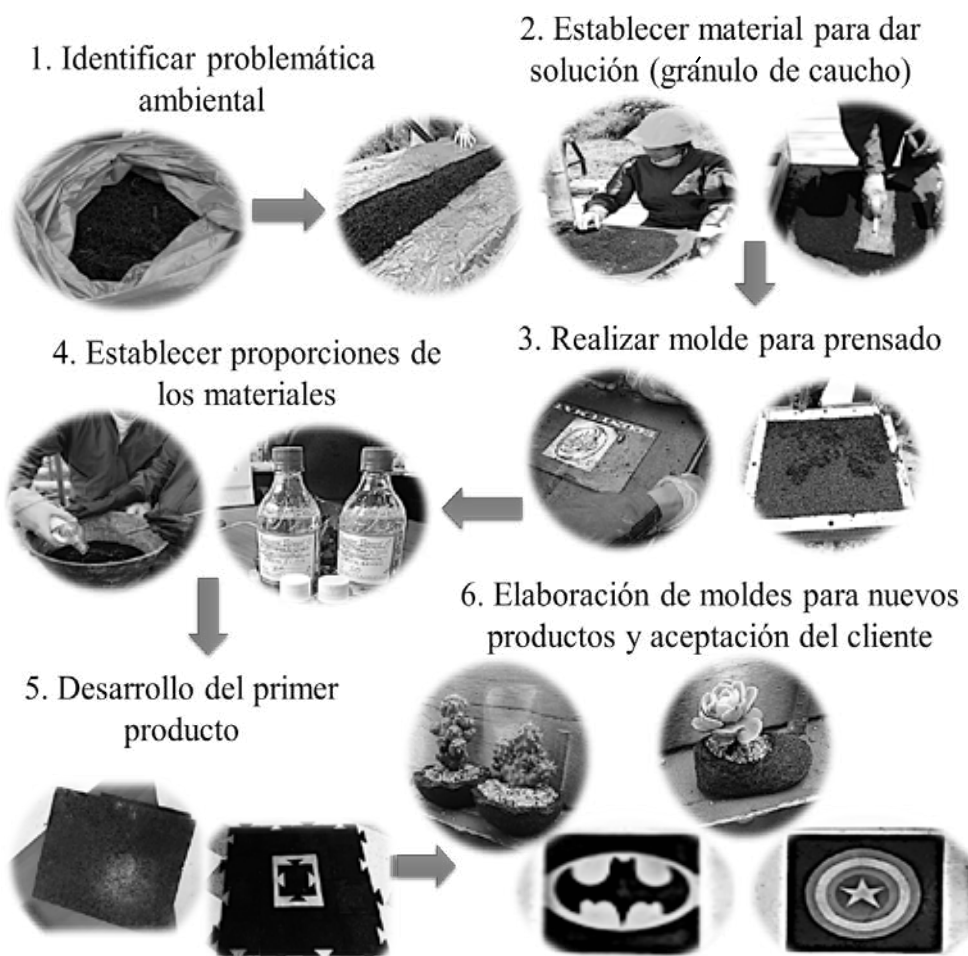 1. Identificar problemática
ambiental
2. Establecer material para dar
solución (gránulo de caucho)
3. Realizar molde para prensado
4. Establecer proporciones de
los materiales
5. Desarrollo del primer
producto
6. Elaboración de moldes para nuevos
productos y aceptación del cliente